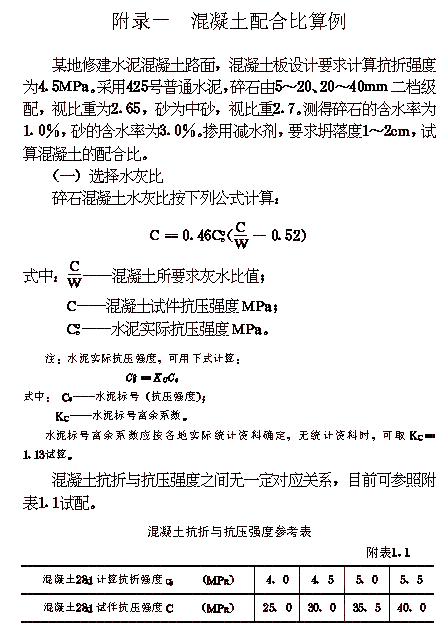 附录一　混凝土配合比算例
某地修建水泥混凝土路面，混凝土板设计要求计算抗折强度
为4.5MPa。采用425号普通水泥，碎石由5～20、20～40mm二档级
配，视比重为2.65，砂为中砂，视比重2.7。测得碎石的含水率为
1.0%，砂的含水率为3.0%。掺用减水剂，要求坍落度1～2cm，试
算混凝土的配合比。
（一）选择水灰比
碎石混凝土水灰比按下列公式计算：
C＝0.46C₀ᶜ(C/W－0.52)
式中：C/W——混凝土所要求灰水比值；
C——混凝土试件抗压强度MPa；
C₀ᶜ——水泥实际抗压强度MPa。
注：水泥实际抗压强度，可用下式计算：
式中：
——水泥标号（抗压强度）；
——水泥标号富余系数。
水泥标号富余系数应按各地实际统计资料确定，无统计资料时，可取KC＝
1.13试算。
混凝土抗折与抗压强度之间无一定对应关系，目前可参照附
表1.1试配。
混凝土抗折与抗压强度参考表
附表1.1
混凝土28d计算抗折强度 （MPa） 4.0 4.5 5.0 5.5
混凝土28d试件抗压强度C （MPa） 25.0 30.0 35.5 40.0